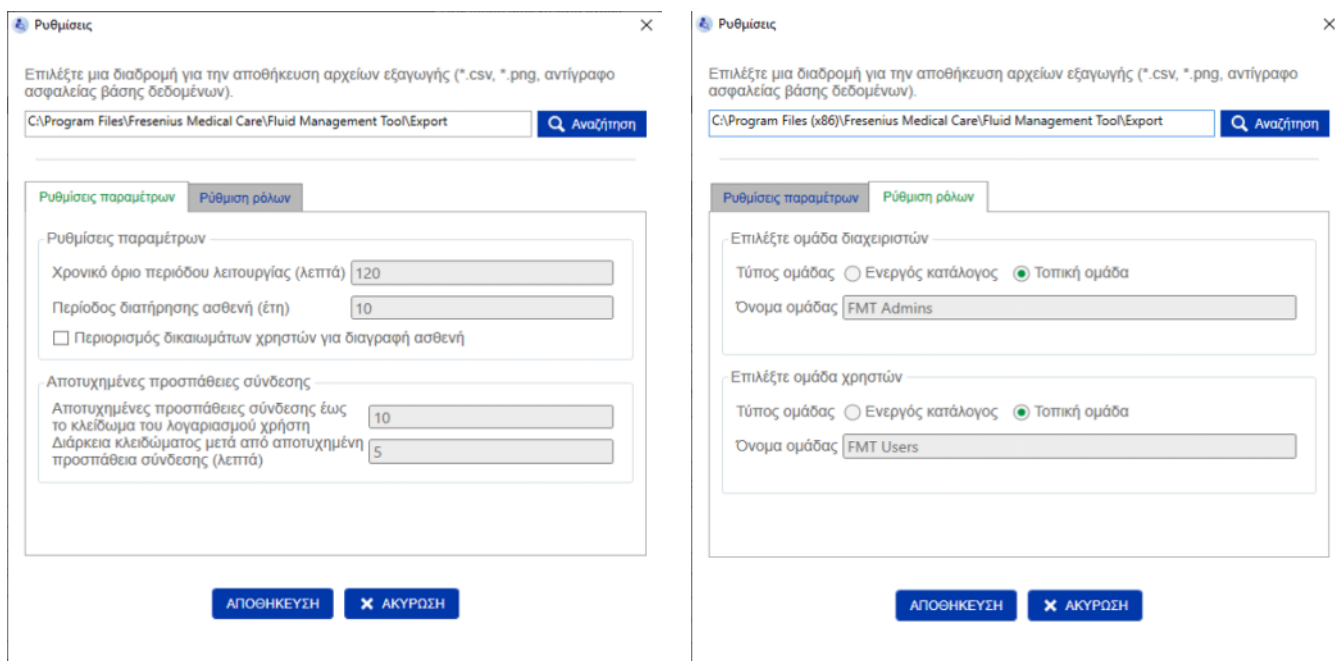 Ρυθμίσεις
Επιλέξτε μια διαδρομή για την αποθήκευση αρχείων εξαγωγής (*.csv, *.png, αντίγραφο
ασφαλείας βάσης δεδομένων).
C:\Program Files\Fresenius Medical Care\Fluid Management Tool\Export
Αναζήτηση
Ρυθμίσεις παραμέτρων
Ρύθμιση ρόλων
Ρυθμίσεις παραμέτρων
Χρονικό όριο περιόδου λειτουργίας (λεπτά)
120
Περίοδος διατήρησης ασθενή (έτη)
10
Περιορισμός δικαιωμάτων χρηστών για διαγραφή ασθενή
Αποτυχημένες προσπάθειες σύνδεσης
Αποτυχημένες προσπάθειες σύνδεσης έως
το κλείδωμα του λογαριασμού χρήστη
10
Διάρκεια κλειδώματος μετά από αποτυχημένη
προσπάθεια σύνδεσης (λεπτά)
5
ΑΠΟΘΗΚΕΥΣΗ
ΑΚΥΡΩΣΗ
Ρυθμίσεις
Επιλέξτε μια διαδρομή για την αποθήκευση αρχείων εξαγωγής (*.csv, *.png, αντίγραφο
ασφαλείας βάσης δεδομένων).
C:\Program Files (x86)\Fresenius Medical Care\Fluid Management Tool\Export
Αναζήτηση
Ρυθμίσεις παραμέτρων
Ρύθμιση ρόλων
Επιλέξτε ομάδα διαχειριστών
Τύπος ομάδας
Ενεργός κατάλογος
Τοπική ομάδα
Όνομα ομάδας
FMT Admins
Επιλέξτε ομάδα χρηστών
Τύπος ομάδας
Ενεργός κατάλογος
Τοπική ομάδα
Όνομα ομάδας
FMT Users
ΑΠΟΘΗΚΕΥΣΗ
ΑΚΥΡΩΣΗ